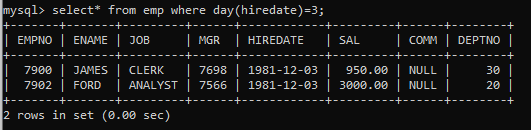 mysql> select* from emp where day(hiredate)=3;
+-------+-------+---------+------+------------+---------+------+--------+
| EMPNO | ENAME | JOB     | MGR  | HIREDATE   | SAL     | COMM | DEPTNO |
+-------+-------+---------+------+------------+---------+------+--------+
|  7900 | JAMES | CLERK   | 7698 | 1981-12-03 |  950.00 | NULL |     30 |
|  7902 | FORD  | ANALYST | 7566 | 1981-12-03 | 3000.00 | NULL |     20 |
+-------+-------+---------+------+------------+---------+------+--------+
2 rows in set (0.00 sec)